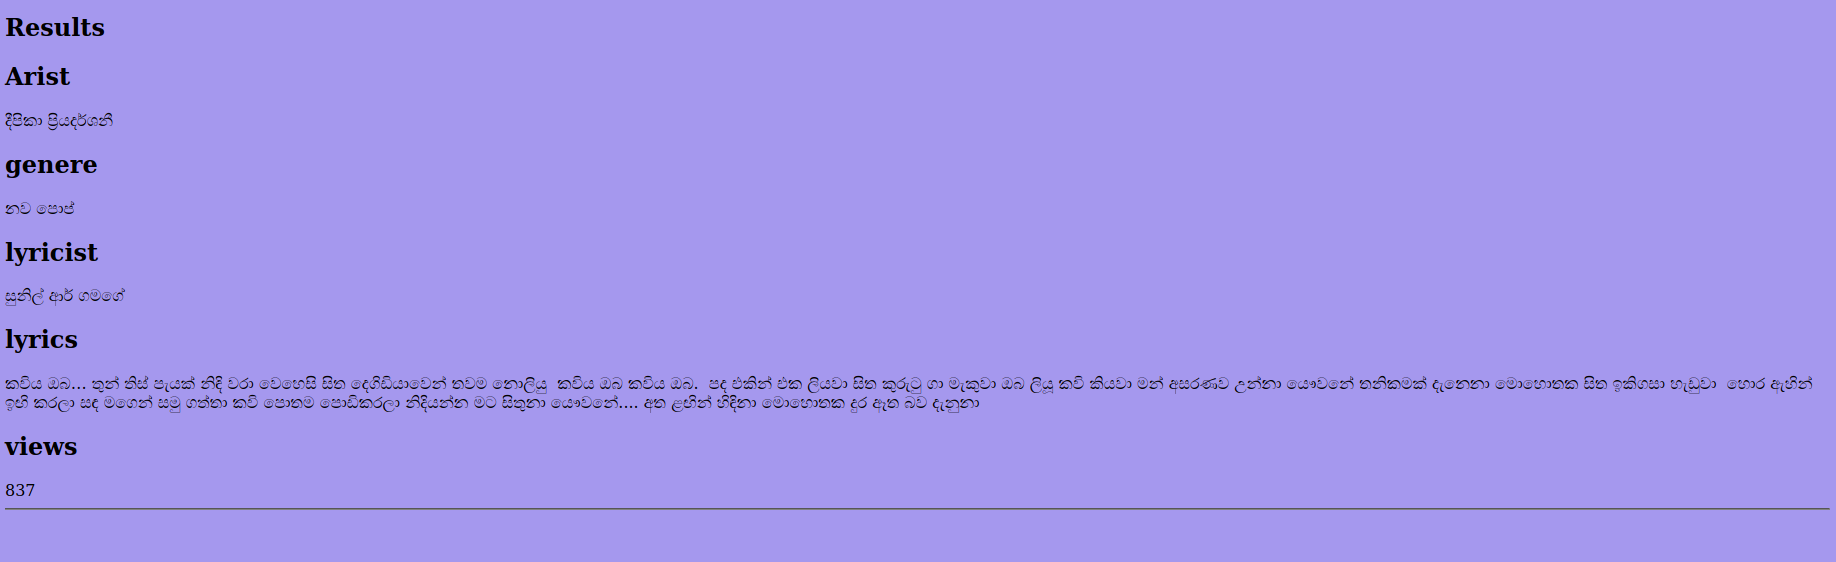 Results
Arist
දීපිකා ප්‍රියදර්ශනී
genere
නව පොප්
lyricist
සුනිල් ආර් ගමගේ
lyrics
කවිය ඔබ... තුන් තිස් පැයක් නිඳි වරා වෙහෙසි සිත දෙගිඩියාවෙන් තවම නොලියු  කවිය ඔබ කවිය ඔබ.  පද එකින් එක ලියවා සිත කුරුටු ගා මැකුවා ඔබ ලියූ කවි කියවා මන් අසරණව උන්නා යෞවනේ තනිකමක් දැනෙනා මොහොතක සිත ඉකිගසා හැඩුවා  හොර ඇහින්
ඉඟි කරලා සඳ මගෙන් සමු ගත්තා කවි පොතම පොඩිකරලා නිදියන්න මට සිතුනා යෞවනේ.... අත ළඟින් හිඳිනා මොහොතක දුර ඈත බව දැනුනා
views
837